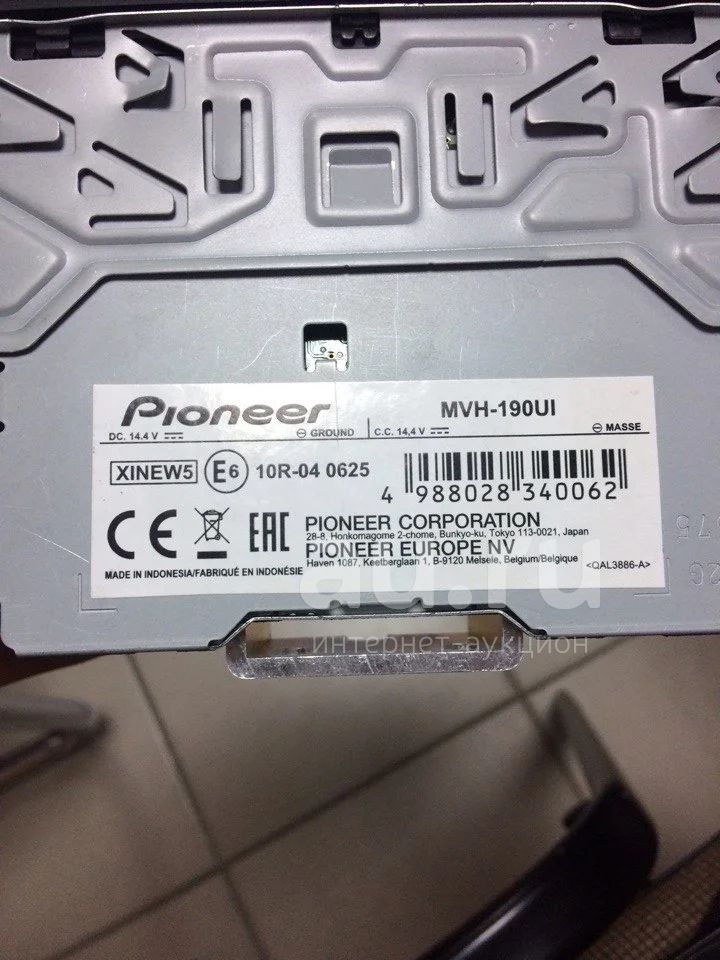 Pioneer
MVH-190UI
DC. 14.4 V ⎓ ⊖ GROUND C.C. 14,4 V ⎓ ⊖ MASSE
XINEW5 E6 10R-04 0625
4 988028 340062
CE EAC PIONEER CORPORATION
28-8, Honkomagome 2-chome, Bunkyo-ku, Tokyo 113-0021, Japan
PIONEER EUROPE NV
Haven 1087, Keetberglaan 1, B-9120 Melsele, Belgium/Belgique
MADE IN INDONESIA/FABRIQUÉ EN INDONÉSIE
<QAL3886-A>
au.ru
интернет-аукцион